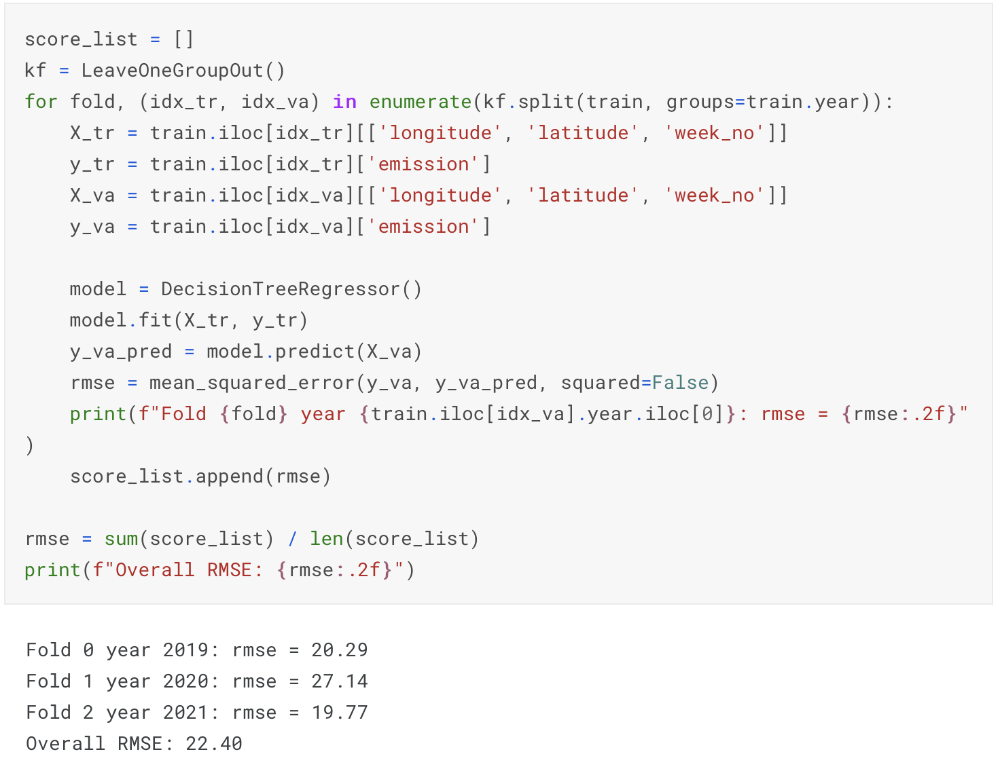 score_list = []
kf = LeaveOneGroupOut()
for fold, (idx_tr, idx_va) in enumerate(kf.split(train, groups=train.year)):
    X_tr = train.iloc[idx_tr][['longitude', 'latitude', 'week_no']]
    y_tr = train.iloc[idx_tr]['emission']
    X_va = train.iloc[idx_va][['longitude', 'latitude', 'week_no']]
    y_va = train.iloc[idx_va]['emission']

    model = DecisionTreeRegressor()
    model.fit(X_tr, y_tr)
    y_va_pred = model.predict(X_va)
    rmse = mean_squared_error(y_va, y_va_pred, squared=False)
    print(f"Fold {fold} year {train.iloc[idx_va].year.iloc[0]}: rmse = {rmse:.2f}"
)
    score_list.append(rmse)

rmse = sum(score_list) / len(score_list)
print(f"Overall RMSE: {rmse:.2f}")

Fold 0 year 2019: rmse = 20.29
Fold 1 year 2020: rmse = 27.14
Fold 2 year 2021: rmse = 19.77
Overall RMSE: 22.40